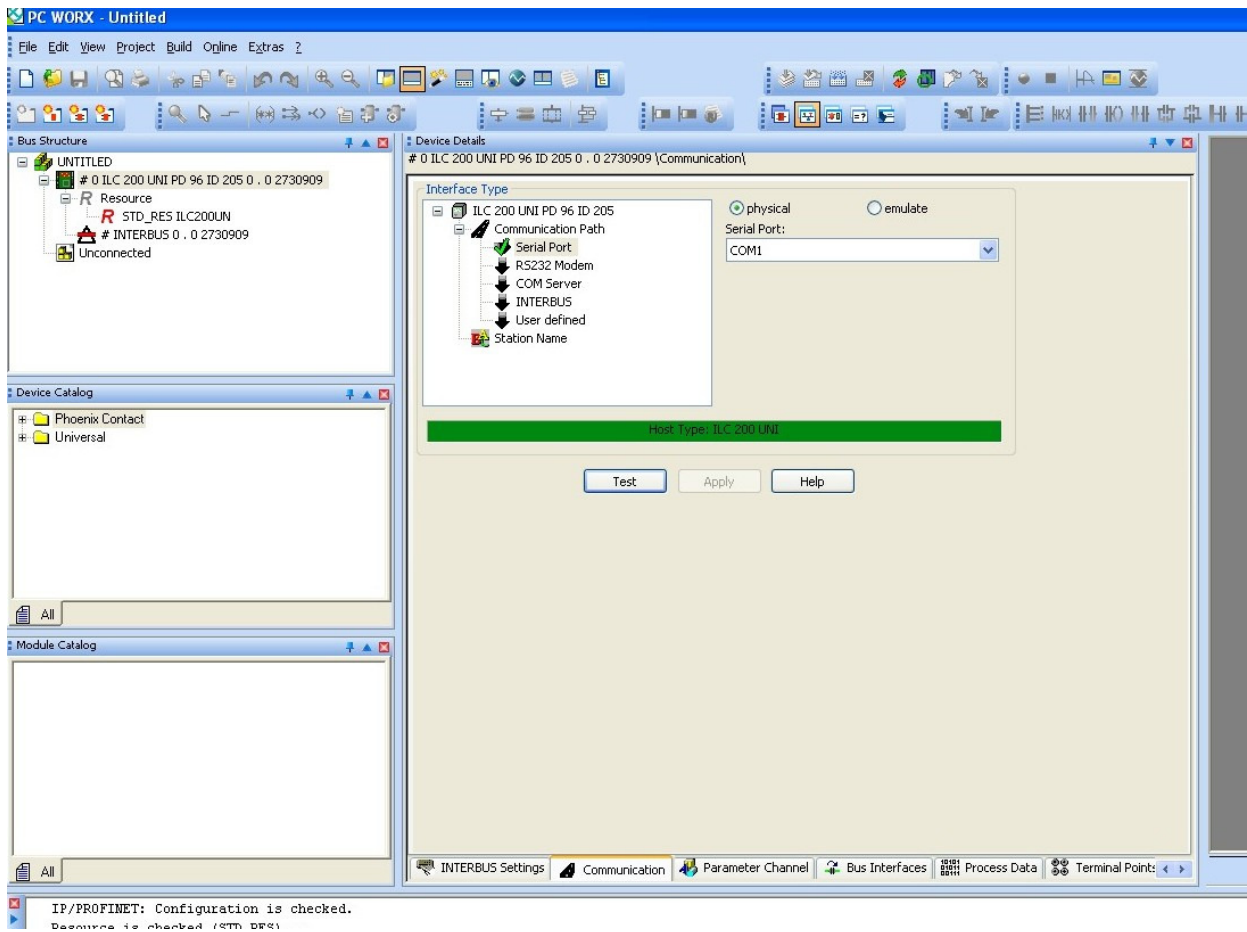 PC WORX - Untitled
File Edit View Project Build Online Extras ?
Bus Structure
UNTITLED
# 0 ILC 200 UNI PD 96 ID 205 0 . 0 2730909
Resource
STD_RES ILC200UN
# INTERBUS 0 . 0 2730909
Unconnected
Device Catalog
Phoenix Contact
Universal
All
Module Catalog
All
Device Details
# 0 ILC 200 UNI PD 96 ID 205 0 . 0 2730909 \Communication\
Interface Type
ILC 200 UNI PD 96 ID 205
Communication Path
Serial Port
RS232 Modem
COM Server
INTERBUS
User defined
Station Name
physical emulate
Serial Port:
COM1
Host Type: ILC 200 UNI
Test Apply Help
INTERBUS Settings Communication Parameter Channel Bus Interfaces Process Data Terminal Points
IP/PROFINET: Configuration is checked.
Resource is checked (STD_RES)